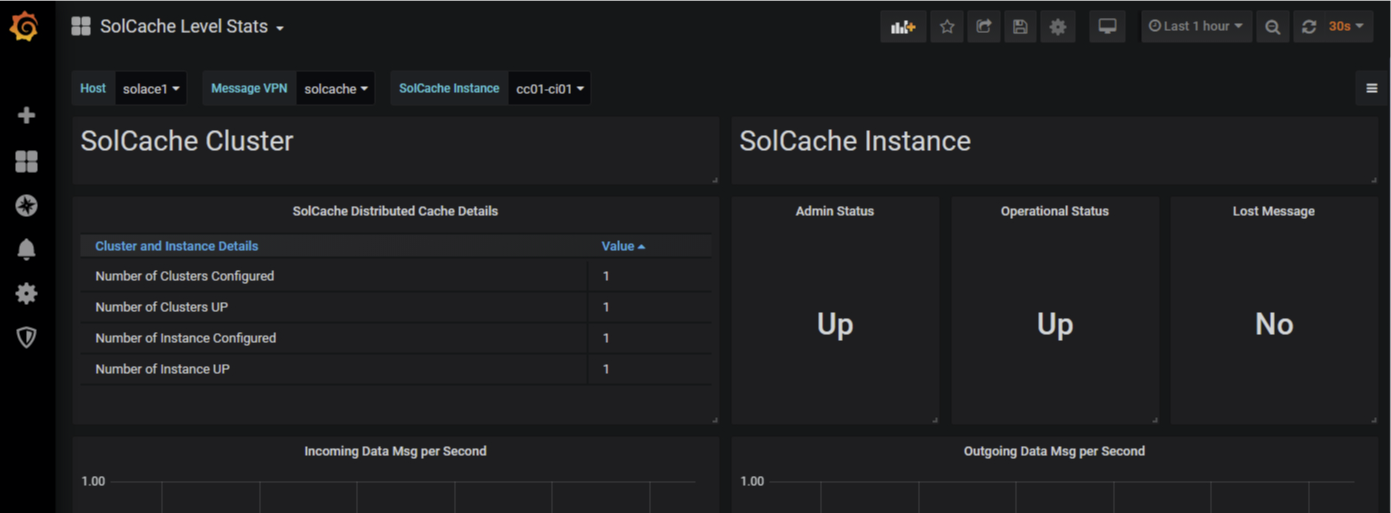 SolCache Level Stats
Last 1 hour 30s
Host solace1 Message VPN solcache SolCache Instance cc01-ci01
SolCache Cluster
SolCache Instance
SolCache Distributed Cache Details
Cluster and Instance Details Value
Number of Clusters Configured 1
Number of Clusters UP 1
Number of Instance Configured 1
Number of Instance UP 1
Admin Status
Up
Operational Status
Up
Lost Message
No
Incoming Data Msg per Second
1.00
Outgoing Data Msg per Second
1.00